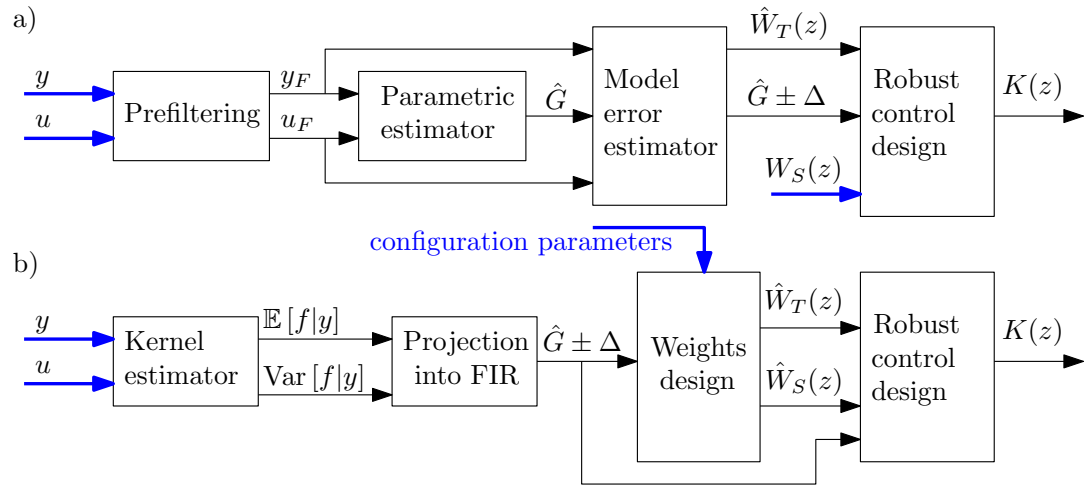 a)
y
u
Prefiltering
y_F
u_F
Parametric
estimator
Ĝ
Model
error
estimator
Ŵ_T(z)
Ĝ ± Δ
W_S(z)
Robust
control
design
K(z)
configuration parameters
b)
y
u
Kernel
estimator
𝔼 [f|y]
Var [f|y]
Projection
into FIR
Ĝ ± Δ
Weights
design
Ŵ_T(z)
Ŵ_S(z)
Robust
control
design
K(z)